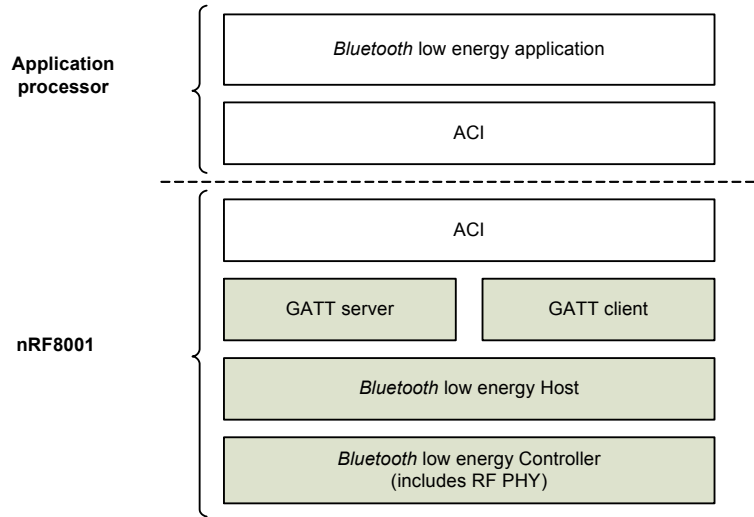 Bluetooth low energy application
Application
processor
ACI
ACI
GATT server
GATT client
nRF8001
Bluetooth low energy Host
Bluetooth low energy Controller
(includes RF PHY)